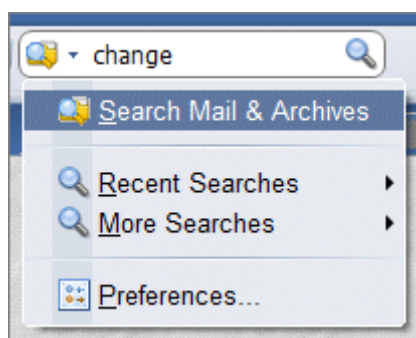 change
Search Mail & Archives
Recent Searches
More Searches
Preferences...